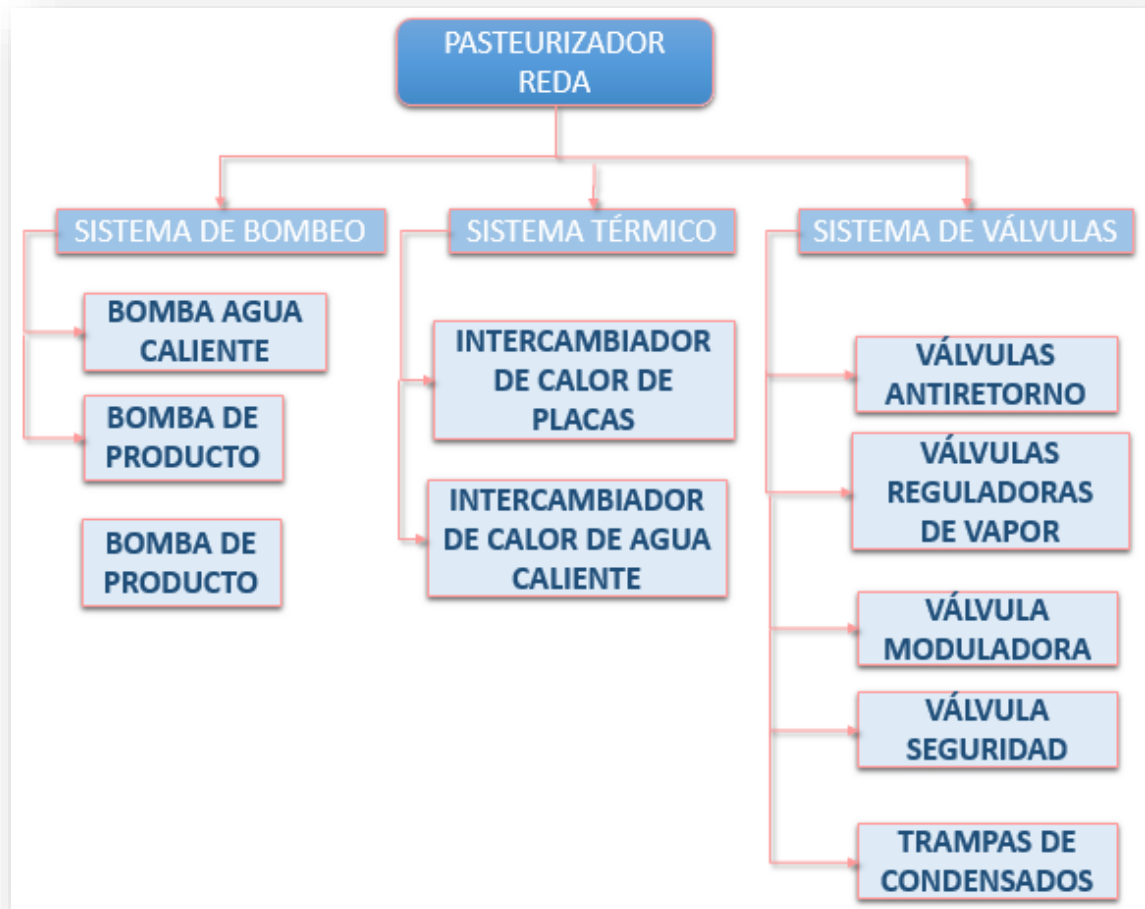 PASTEURIZADOR
REDA
SISTEMA DE BOMBEO
BOMBA AGUA
CALIENTE
BOMBA DE
PRODUCTO
BOMBA DE
PRODUCTO
SISTEMA TÉRMICO
INTERCAMBIADOR
DE CALOR DE
PLACAS
INTERCAMBIADOR
DE CALOR DE AGUA
CALIENTE
SISTEMA DE VÁLVULAS
VÁLVULAS
ANTIRETORNO
VÁLVULAS
REGULADORAS
DE VAPOR
VÁLVULA
MODULADORA
VÁLVULA
SEGURIDAD
TRAMPAS DE
CONDENSADOS